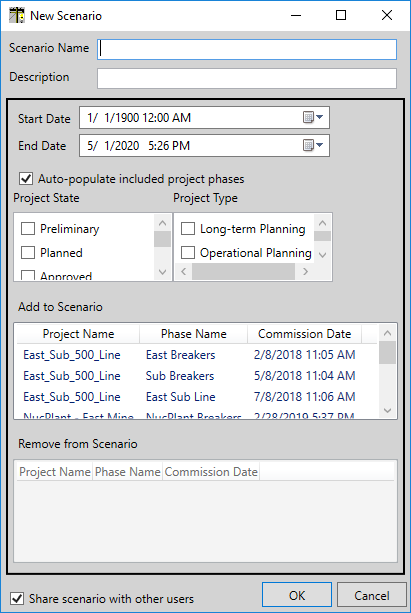 New Scenario
Scenario Name
Description
Start Date 1/ 1/1900 12:00 AM
End Date 5/ 1/2020 5:26 PM
Auto-populate included project phases
Project State Project Type
Preliminary Long-term Planning
Planned Operational Planning
Approved
Add to Scenario
Project Name Phase Name Commission Date
East_Sub_500_Line East Breakers 2/8/2018 11:05 AM
East_Sub_500_Line Sub Breakers 5/8/2018 11:04 AM
East_Sub_500_Line East Sub Line 7/8/2018 11:06 AM
NucPlant - East Mine NucPlant Breakers 2/28/2019 5:37 PM
Remove from Scenario
Project Name Phase Name Commission Date
Share scenario with other users OK Cancel